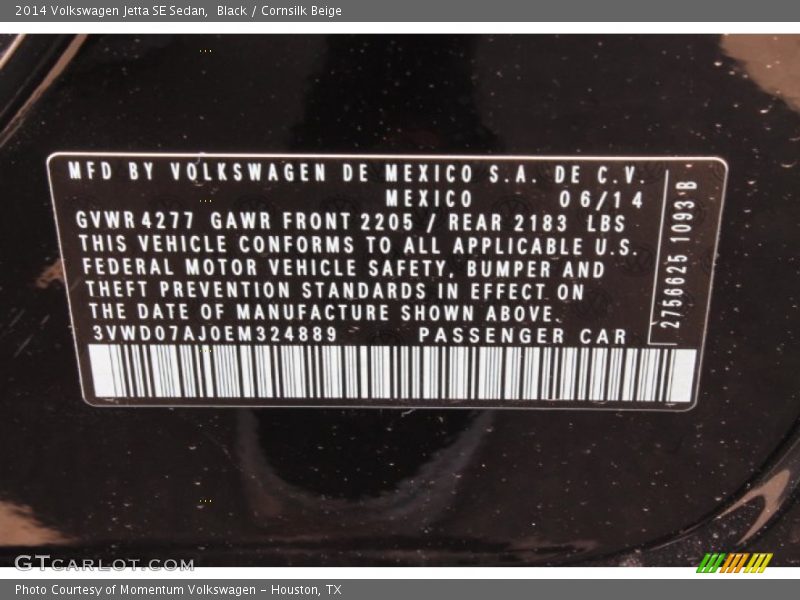 2014 Volkswagen Jetta SE Sedan,  Black / Cornsilk Beige
MFD BY VOLKSWAGEN DE MEXICO S.A. DE C.V.
MEXICO 06/14
GVWR 4277 GAWR FRONT 2205 / REAR 2183 LBS
THIS VEHICLE CONFORMS TO ALL APPLICABLE U.S.
FEDERAL MOTOR VEHICLE SAFETY, BUMPER AND
THEFT PREVENTION STANDARDS IN EFFECT ON
THE DATE OF MANUFACTURE SHOWN ABOVE.
3VWD07AJ0EM324889 PASSENGER CAR
2756625 1093 B
GTCARLOT.COM
Photo Courtesy of Momentum Volkswagen - Houston, TX